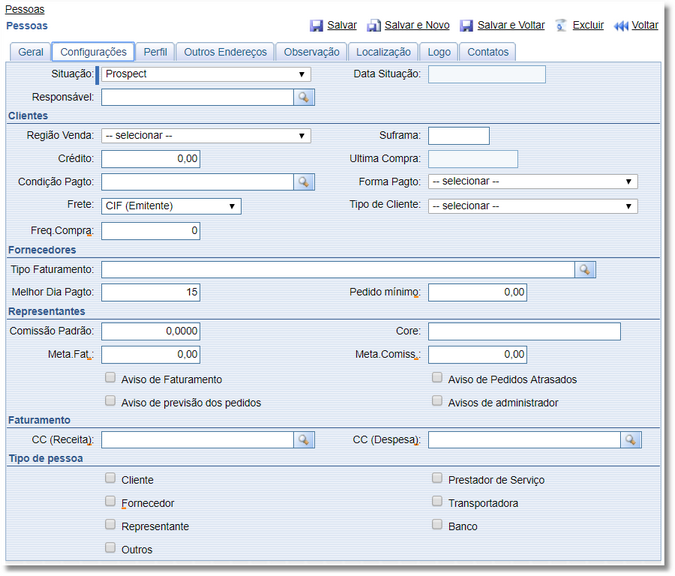 Pessoas
Pessoas Salvar Salvar e Novo Salvar e Voltar Excluir Voltar
Geral Configurações Perfil Outros Endereços Observação Localização Logo Contatos
Situação: Prospect Data Situação:
Responsável:
Clientes
Região Venda: -- selecionar -- Suframa:
Crédito: 0,00 Ultima Compra:
Condição Pagto: Forma Pagto: -- selecionar --
Frete: CIF (Emitente) Tipo de Cliente: -- selecionar --
Freq.Compra: 0
Fornecedores
Tipo Faturamento:
Melhor Dia Pagto: 15 Pedido mínimo: 0,00
Representantes
Comissão Padrão: 0,0000 Core:
Meta.Fat.: 0,00 Meta.Comiss.: 0,00
Aviso de Faturamento Aviso de Pedidos Atrasados
Aviso de previsão dos pedidos Avisos de administrador
Faturamento
CC (Receita): CC (Despesa):
Tipo de pessoa
Cliente Prestador de Serviço
Fornecedor Transportadora
Representante Banco
Outros